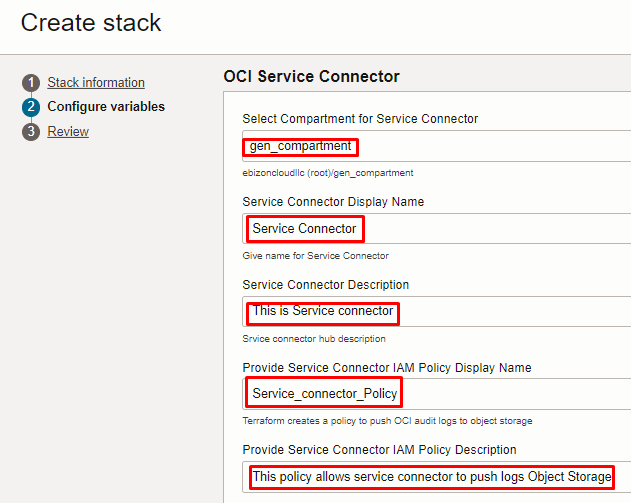 Create stack
1 Stack information
2 Configure variables
3 Review
OCI Service Connector
Select Compartment for Service Connector
gen_compartment
ebizoncloudllc (root)/gen_compartment
Service Connector Display Name
Service Connector
Give name for Service Connector
Service Connector Description
This is Service connector
Srvice connector hub description
Provide Service Connector IAM Policy Display Name
Service_connector_Policy
Terraform creates a policy to push OCI audit logs to object storage
Provide Service Connector IAM Policy Description
This policy allows service connector to push logs Object Storage